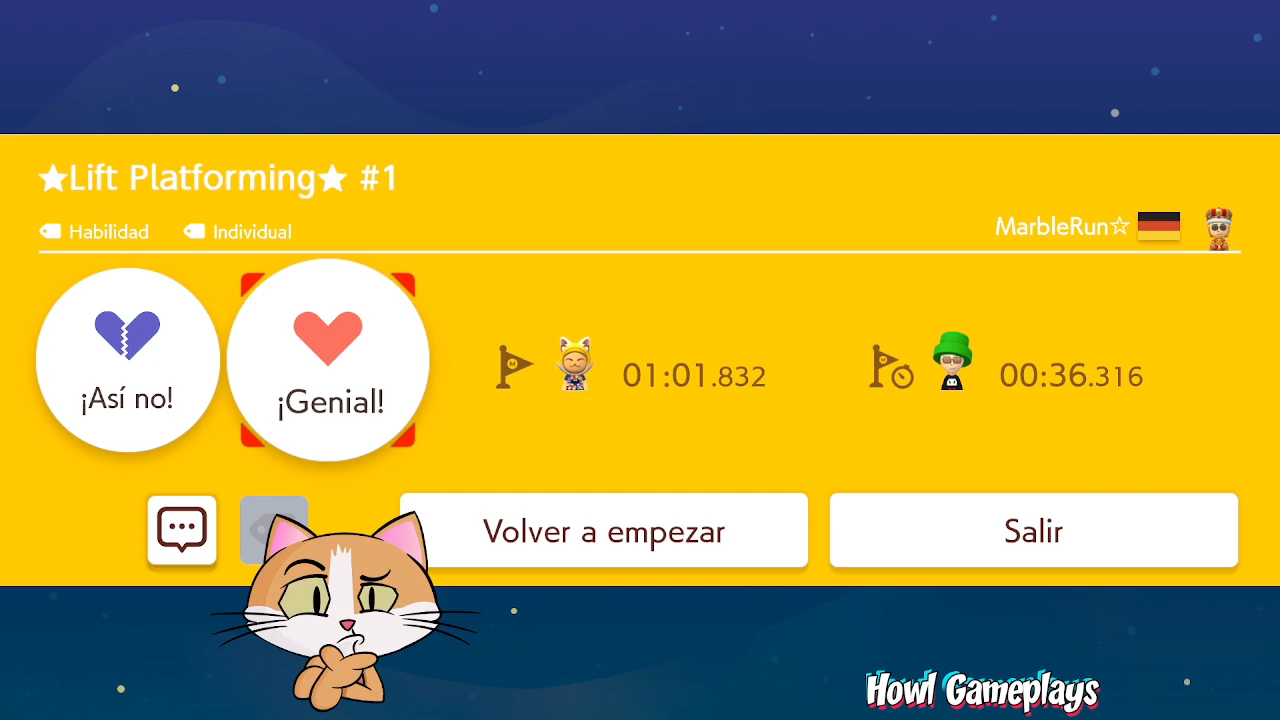 ★Lift Platforming★ #1
Habilidad Individual
MarbleRun☆
¡Así no!
¡Genial!
M 01:01.832
M 00:36.316
Volver a empezar
Salir
Howl Gameplays